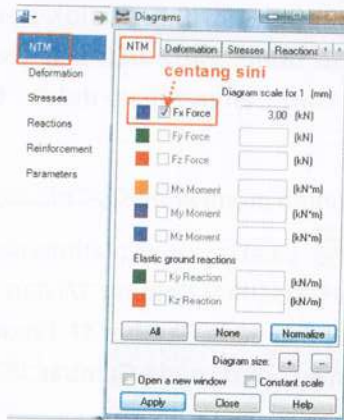 Diagrams
NTM
Deformation
Stresses
Reactions
Reinforcement
Parameters
NTM Deformation Stresses Reactions
centang sini
Diagram scale for 1 (mm)
Fx Force 3.00 (kN)
Fy Force (kN)
Fz Force (kN)
Mx Moment (kN*m)
My Moment (kN*m)
Mz Moment (kN*m)
Elastic ground reactions
Ky Reaction (kN/m)
Kz Reaction (kN/m)
All None Normalize
Diagram size: + -
Open a new window Constant scale
Apply Close Help